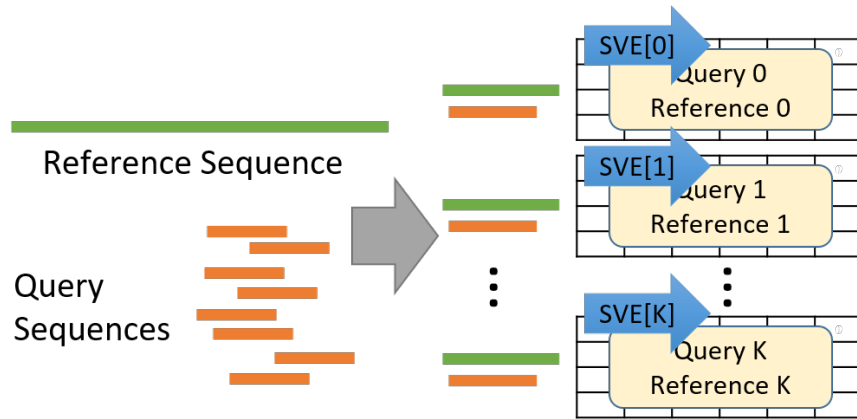 Reference Sequence
Query
Sequences
SVE[0]
Query 0
Reference 0
SVE[1]
Query 1
Reference 1
SVE[K]
Query K
Reference K